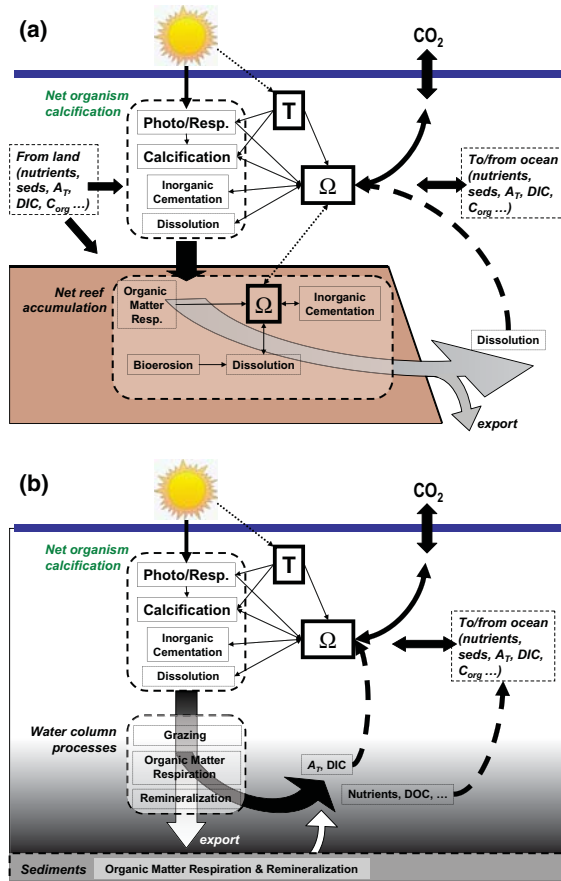 (a)
CO2
Net organism
calcification
T
Photo/Resp.
Calcification
From land
(nutrients,
seds, AT,
DIC, Corg ...)
Inorganic
Cementation
Dissolution
Ω
To/from ocean
(nutrients,
seds, AT, DIC,
Corg ...)
Net reef
accumulation
Organic
Matter
Resp.
Ω
Inorganic
Cementation
Bioerosion
Dissolution
Dissolution
export
(b)
CO2
Net organism
calcification
T
Photo/Resp.
Calcification
Inorganic
Cementation
Dissolution
Ω
To/from ocean
(nutrients,
seds, AT, DIC,
Corg ...)
Water column
processes
Grazing
Organic Matter
Respiration
Remineralization
AT, DIC
Nutrients, DOC, ...
export
Sediments
Organic Matter Respiration & Remineralization